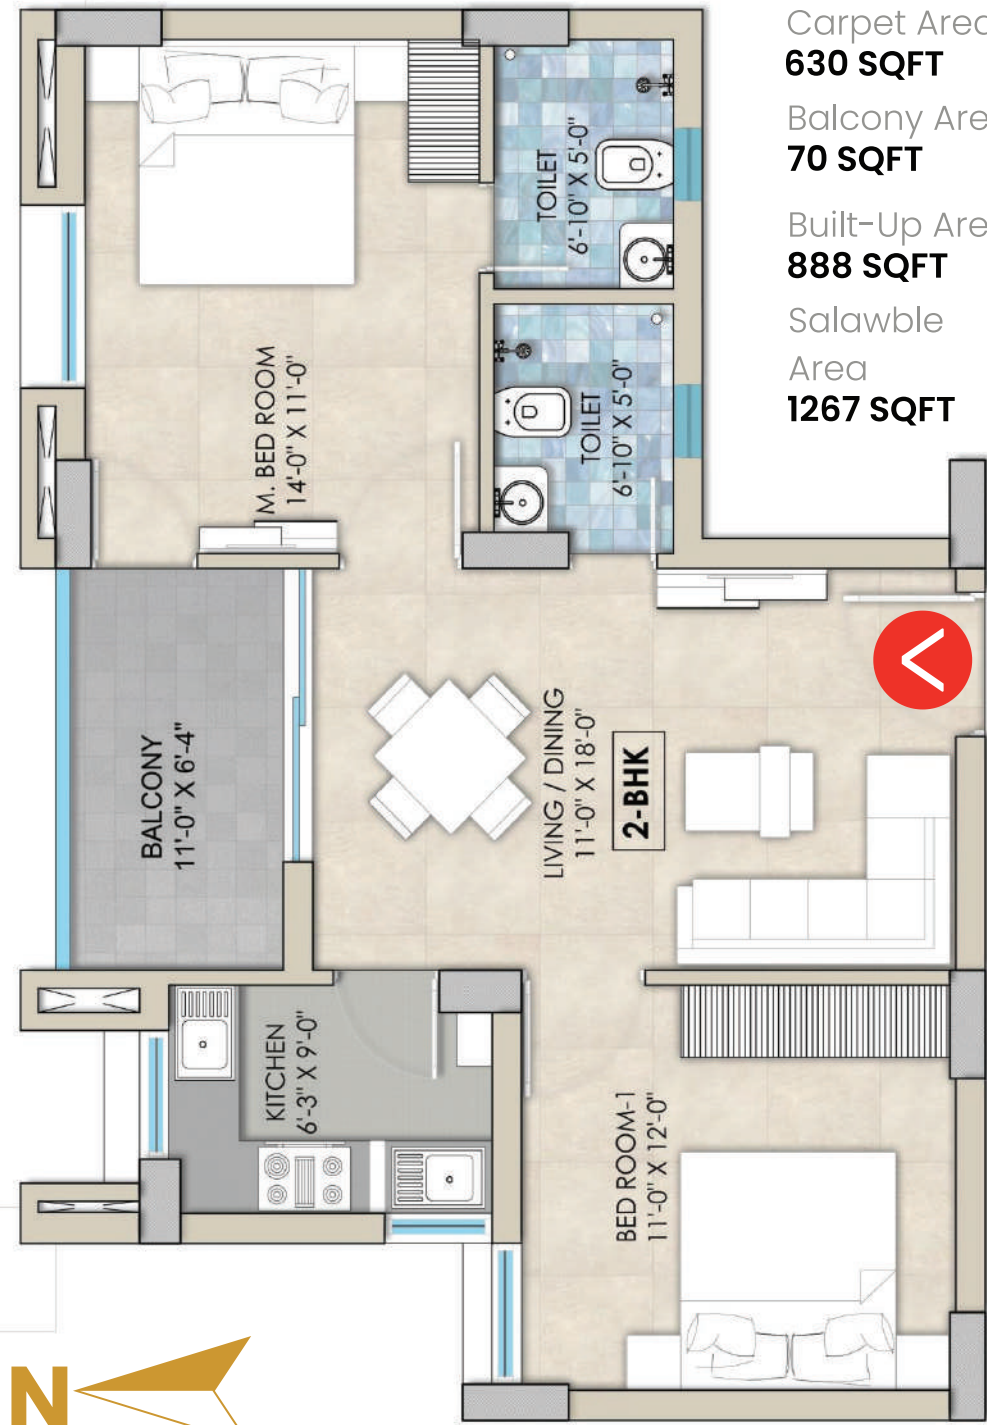 Carpet Area
630 SQFT
Balcony Are
70 SQFT
Built-Up Are
888 SQFT
Salawble
Area
1267 SQFT
TOILET
6'-10" X 5'-0"
M. BED ROOM
14'-0" X 11'-0"
TOILET
6'-10" X 5'-0"
BALCONY
11'-0" X 6'-4"
LIVING / DINING
11'-0" X 18'-0"
2-BHK
KITCHEN
6'-3" X 9'-0"
BED ROOM-1
11'-0" X 12'-0"
N